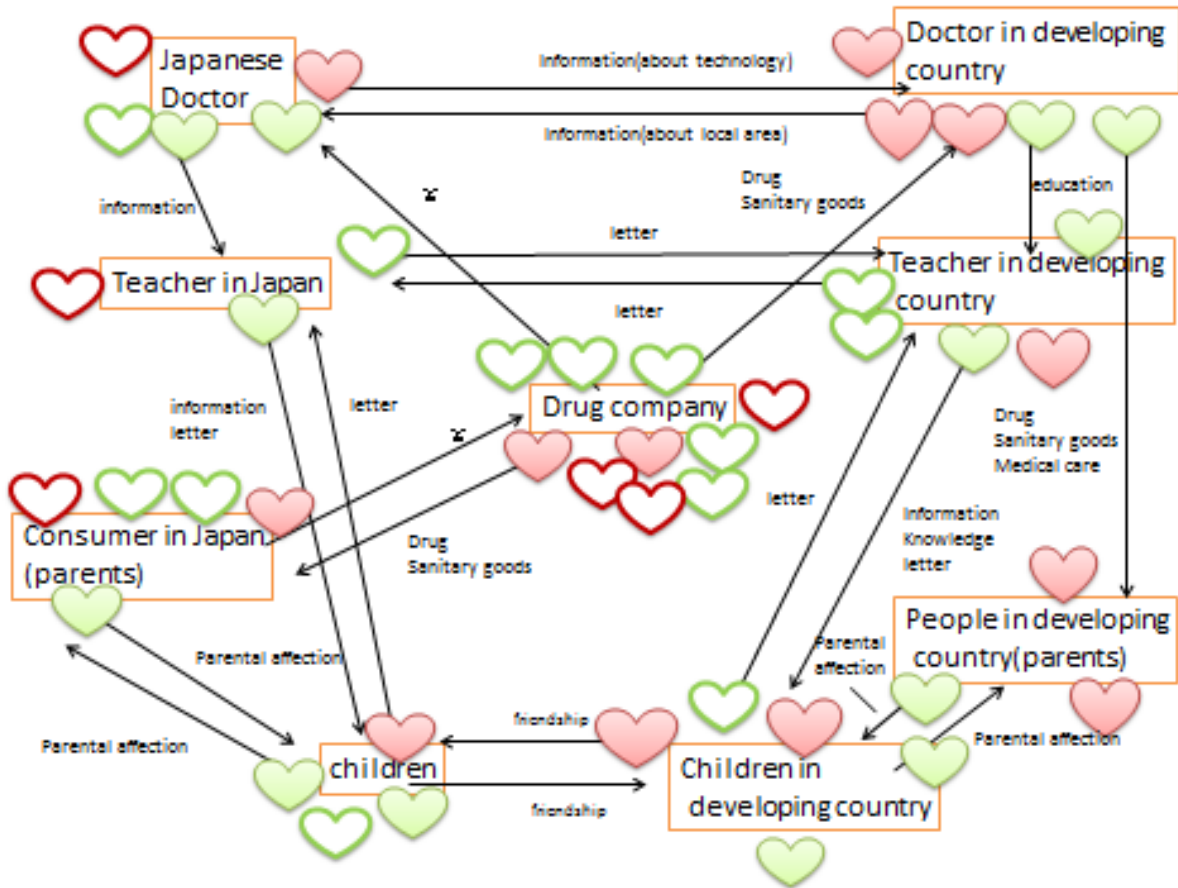 Japanese
Doctor
Information(about technology)
Doctor in developing
country
Information(about local area)
information
Drug
Sanitary goods
education
letter
Teacher in Japan
Teacher in developing
country
letter
information
letter
letter
Drug company
Drug
Sanitary goods
Medical care
letter
Consumer in Japan
(parents)
Drug
Sanitary goods
Information
Knowledge
letter
People in developing
country(parents)
Parental affection
Parental
affection
Parental affection
friendship
Parental affection
children
Children in
developing country
friendship